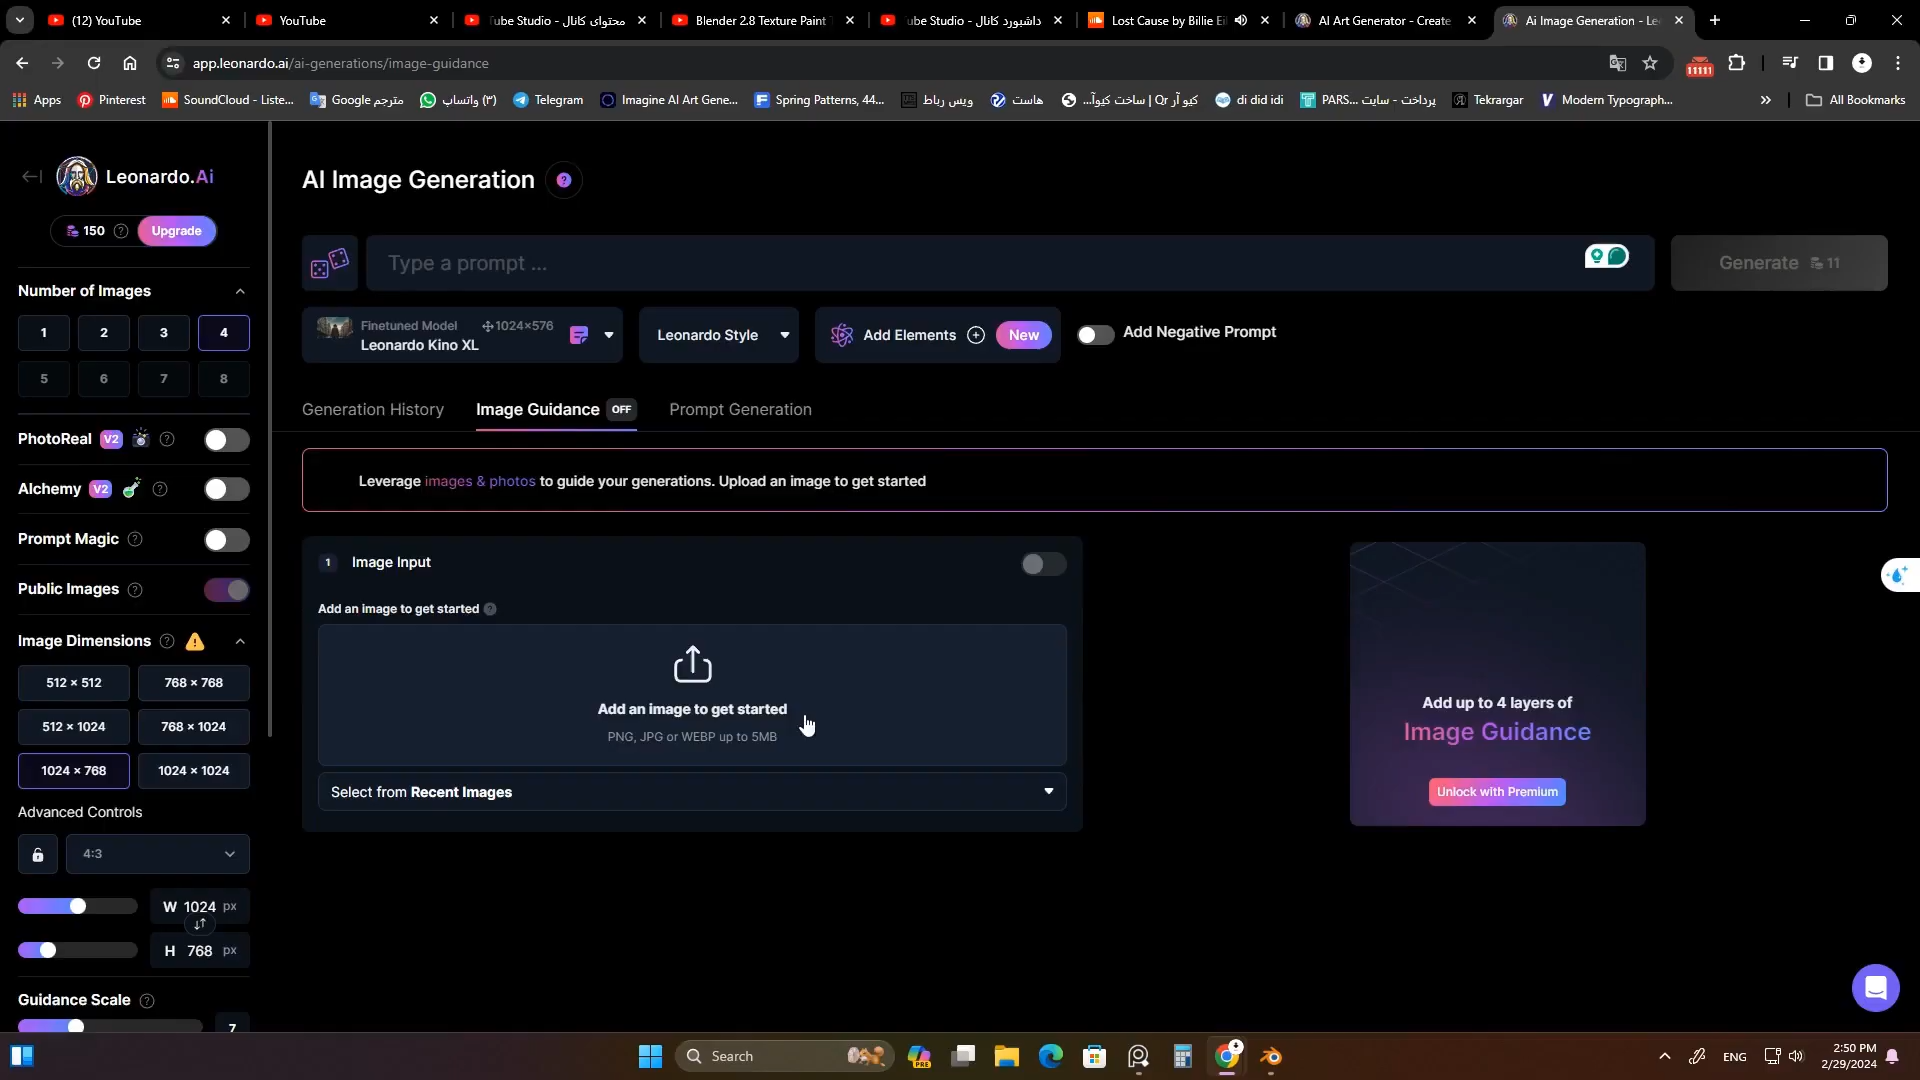 (12) YouTube
YouTube
محتوای کانال - Tube Studio
Blender 2.8 Texture Paint
داشبورد کانال - Tube Studio
Lost Cause by Billie Ei
AI Art Generator - Create
Ai Image Generation - Le
app.leonardo.ai/ai-generations/image-guidance
11111
Apps
Pinterest
SoundCloud - Liste...
Google مترجم
(۳) واتساپ
Telegram
Imagine AI Art Gene...
Spring Patterns, 44...
ویس رباط
هاست
کیو آر Qr | ساخت کیوآ...
di did idi
پرداخت - سایت PARS...
Tekrargar
Modern Typograph...
All Bookmarks
Leonardo.Ai
150
Upgrade
Number of Images
1 2 3 4
5 6 7 8
PhotoReal V2
Alchemy V2
Prompt Magic
Public Images
Image Dimensions
512 × 512 768 × 768
512 × 1024 768 × 1024
1024 × 768 1024 × 1024
Advanced Controls
4:3
W 1024 px
H 768 px
Guidance Scale
7
AI Image Generation
Type a prompt ...
Generate 11
Finetuned Model 1024×576
Leonardo Kino XL
Leonardo Style
Add Elements New
Add Negative Prompt
Generation History
Image Guidance OFF
Prompt Generation
Leverage images & photos to guide your generations. Upload an image to get started
1 Image Input
Add an image to get started
Add an image to get started
PNG, JPG or WEBP up to 5MB
Select from Recent Images
Add up to 4 layers of
Image Guidance
Unlock with Premium
Search
PRE
ENG
2:50 PM
2/29/2024